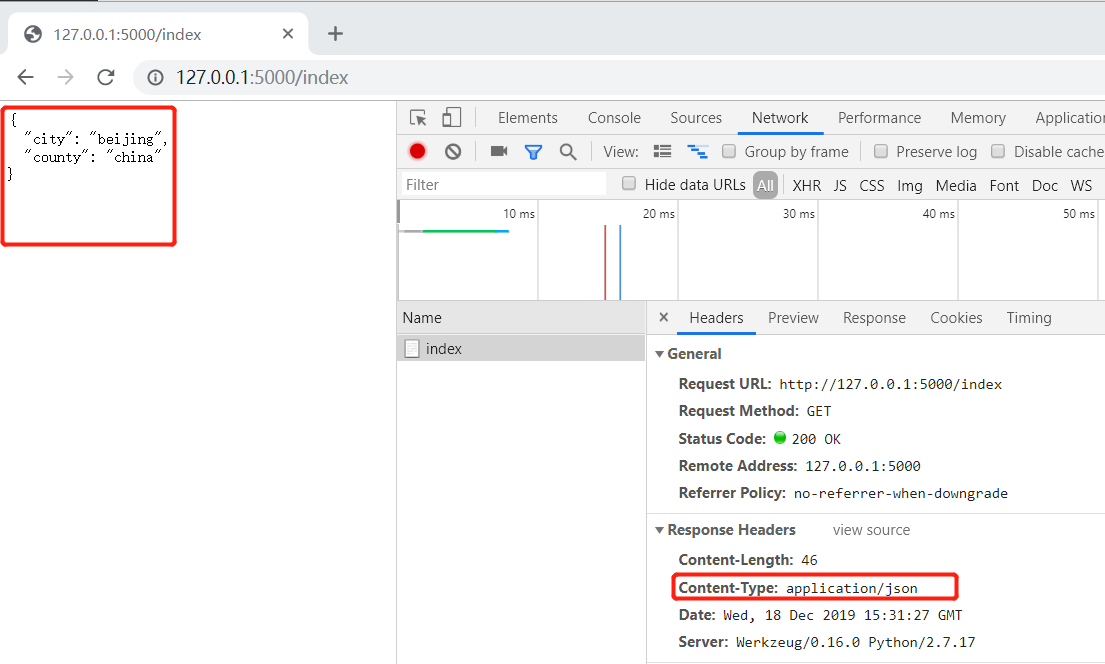 127.0.0.1:5000/index
127.0.0.1:5000/index
{
"city": "beijing",
"county": "china"
}
Elements Console Sources Network Performance Memory Application
View: Group by frame Preserve log Disable cache
Filter Hide data URLs All XHR JS CSS Img Media Font Doc WS
10 ms 20 ms 30 ms 40 ms 50 ms
Name
index
Headers Preview Response Cookies Timing
General
Request URL: http://127.0.0.1:5000/index
Request Method: GET
Status Code: 200 OK
Remote Address: 127.0.0.1:5000
Referrer Policy: no-referrer-when-downgrade
Response Headers view source
Content-Length: 46
Content-Type: application/json
Date: Wed, 18 Dec 2019 15:31:27 GMT
Server: Werkzeug/0.16.0 Python/2.7.17